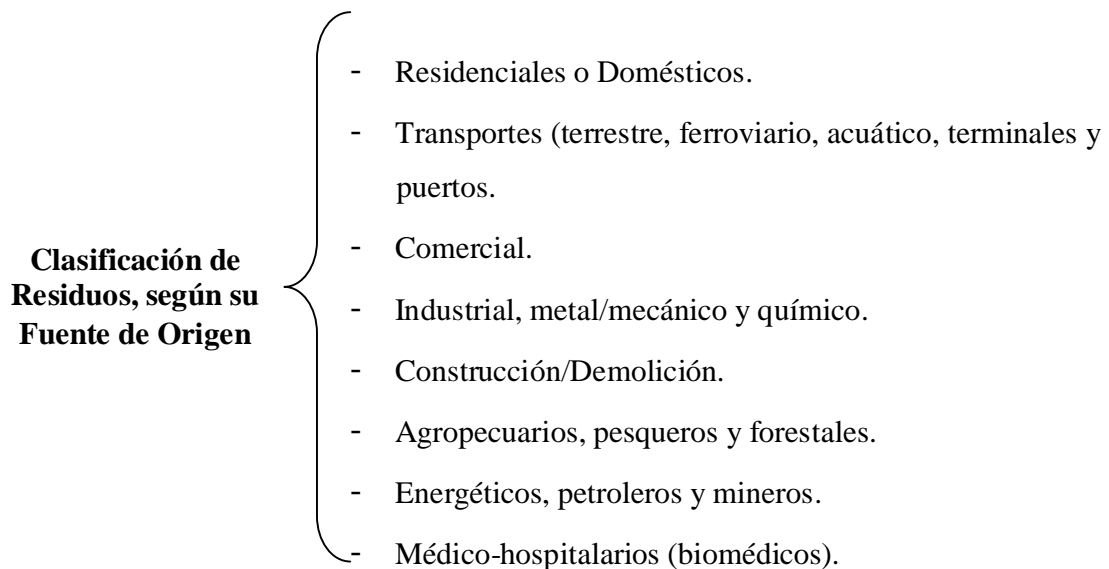 Clasificación de
Residuos, según su
Fuente de Origen
- Residenciales o Domésticos.
- Transportes (terrestre, ferroviario, acuático, terminales y
puertos.
- Comercial.
- Industrial, metal/mecánico y químico.
- Construcción/Demolición.
- Agropecuarios, pesqueros y forestales.
- Energéticos, petroleros y mineros.
- Médico-hospitalarios (biomédicos).